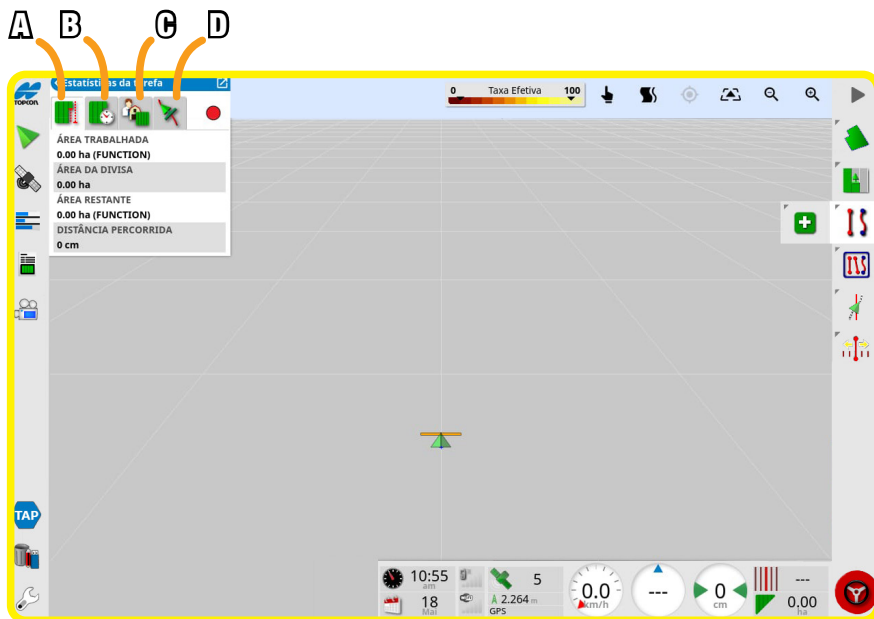 A B C D
TOPCON
Estatísticas da tarefa
0 Taxa Efetiva 100
ÁREA TRABALHADA
0.00 ha (FUNCTION)
ÁREA DA DIVISA
0.00 ha
ÁREA RESTANTE
0.00 ha (FUNCTION)
DISTÂNCIA PERCORRIDA
0 cm
TAP
10:55
am
18
Mai
5
2.264 m
GPS
0.0
km/h
---
0
cm
---
0.00
ha